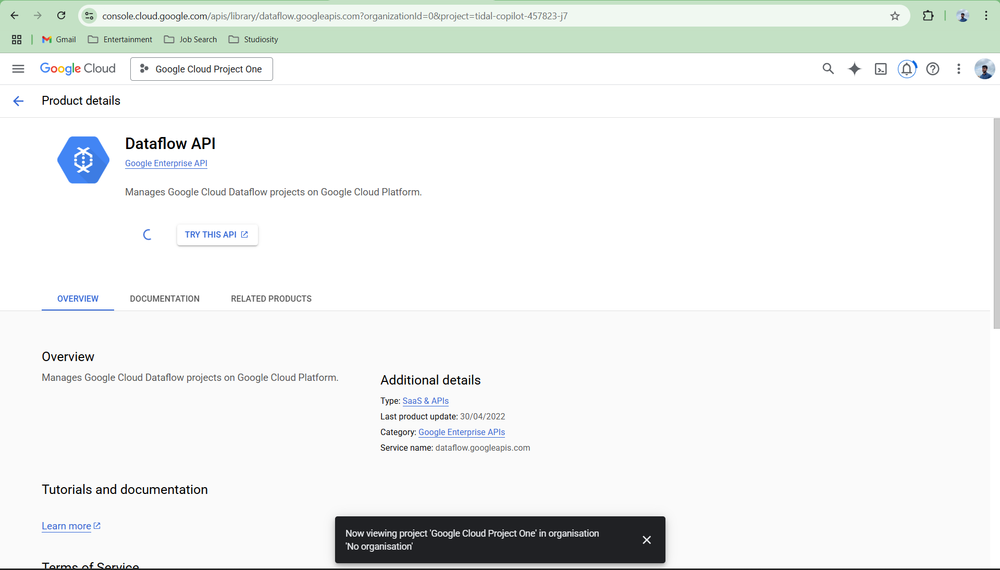 console.cloud.google.com/apis/library/dataflow.googleapis.com?organizationId=0&project=tidal-copilot-457823-j7
Gmail Entertainment Job Search Studiosity
Google Cloud Google Cloud Project One
Product details
Dataflow API
Google Enterprise API
Manages Google Cloud Dataflow projects on Google Cloud Platform.
TRY THIS API
OVERVIEW DOCUMENTATION RELATED PRODUCTS
Overview
Manages Google Cloud Dataflow projects on Google Cloud Platform.
Additional details
Type: SaaS & APIs
Last product update: 30/04/2022
Category: Google Enterprise APIs
Service name: dataflow.googleapis.com
Tutorials and documentation
Learn more
Now viewing project 'Google Cloud Project One' in organisation
'No organisation'
Terms of Service